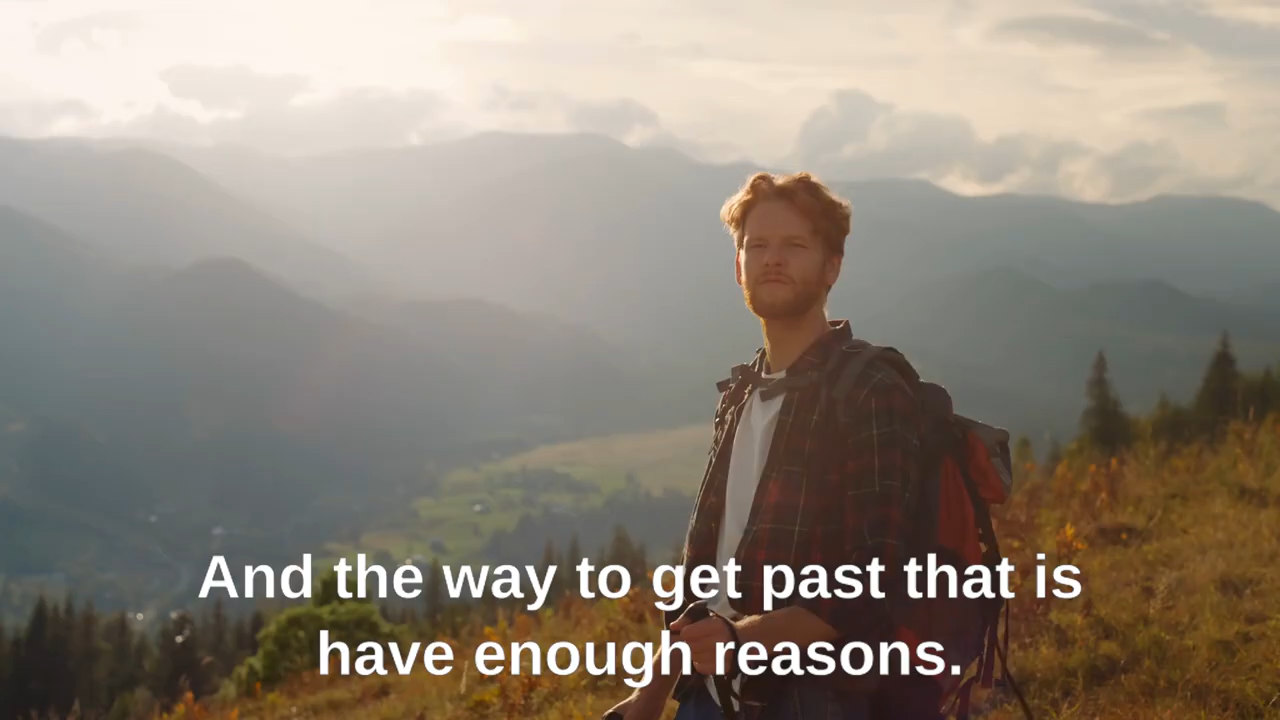 And the way to get past that is
have enough reasons.